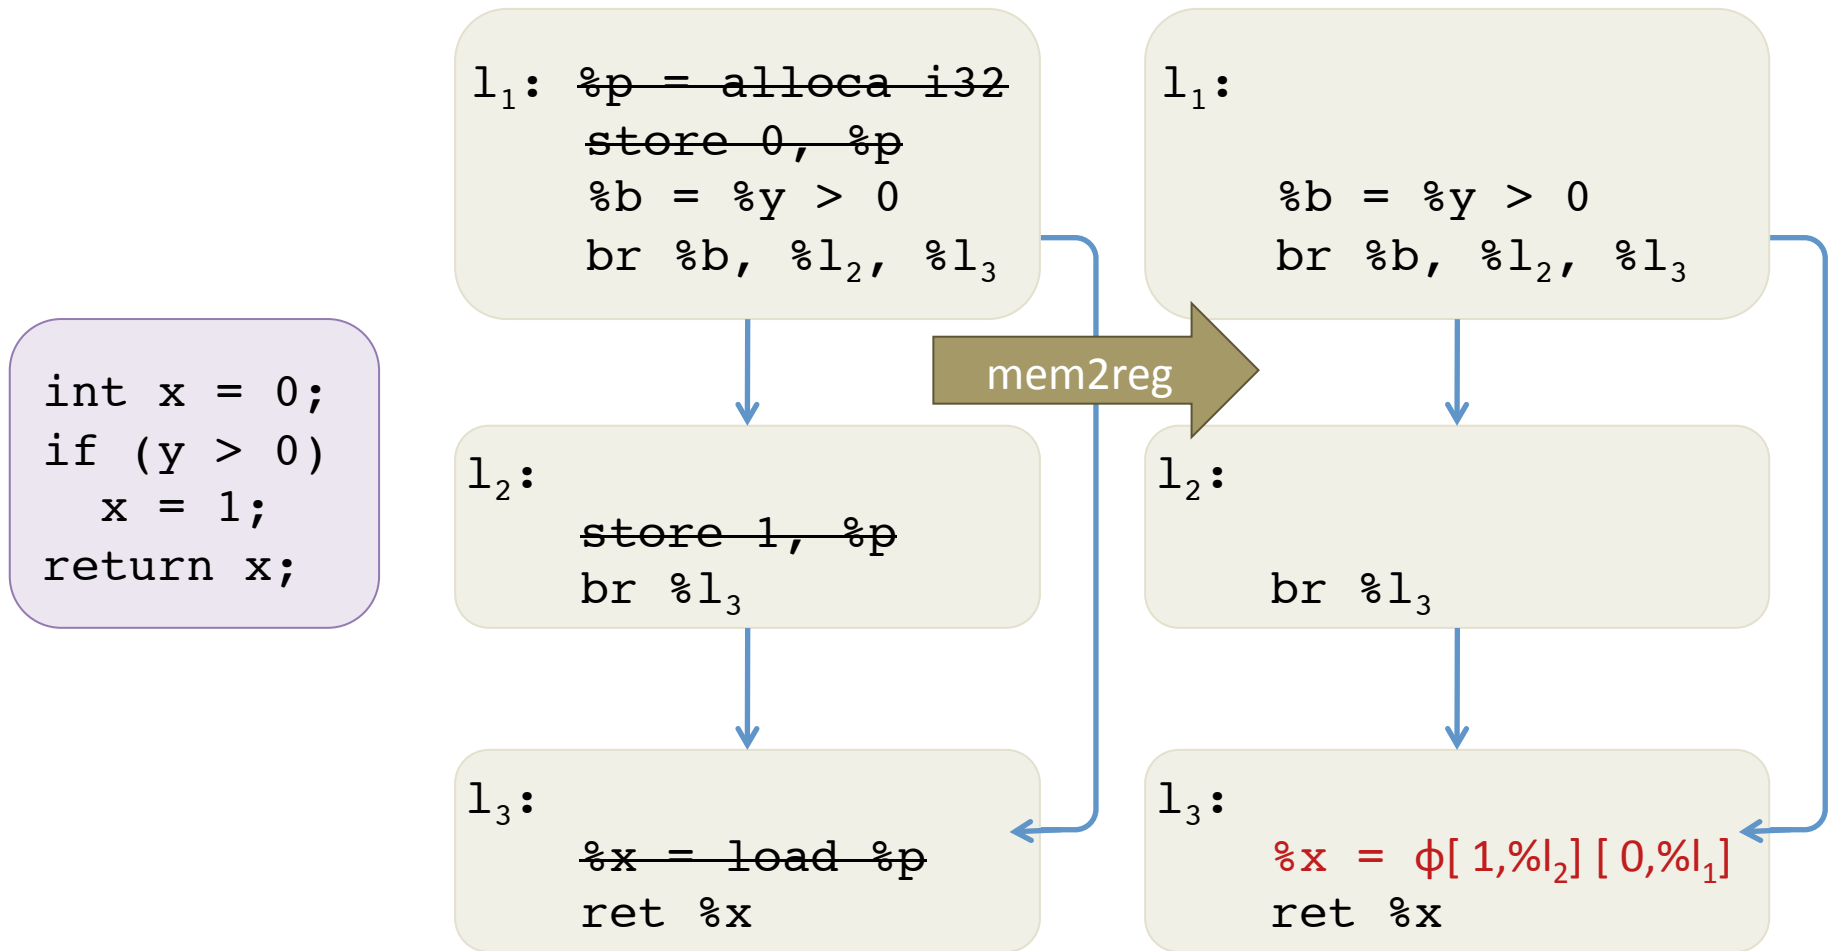 int x = 0;
if (y > 0)
  x = 1;
return x;
l₁: %p = alloca i32
store 0, %p
%b = %y > 0
br %b, %l₂, %l₃
l₂:
store 1, %p
br %l₃
l₃:
%x = load %p
ret %x
mem2reg
l₁:
%b = %y > 0
br %b, %l₂, %l₃
l₂:
br %l₃
l₃:
%x = ϕ[ 1,%l₂] [ 0,%l₁]
ret %x